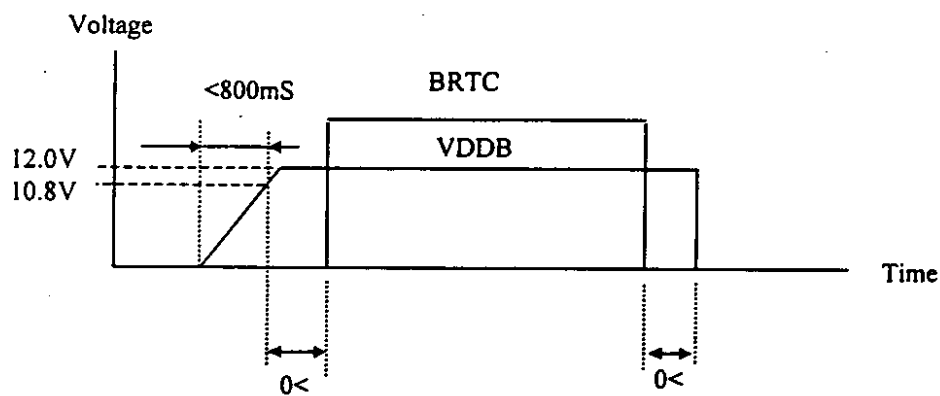 Voltage
<800mS
BRTC
VDDB
12.0V
10.8V
Time
0<
0<